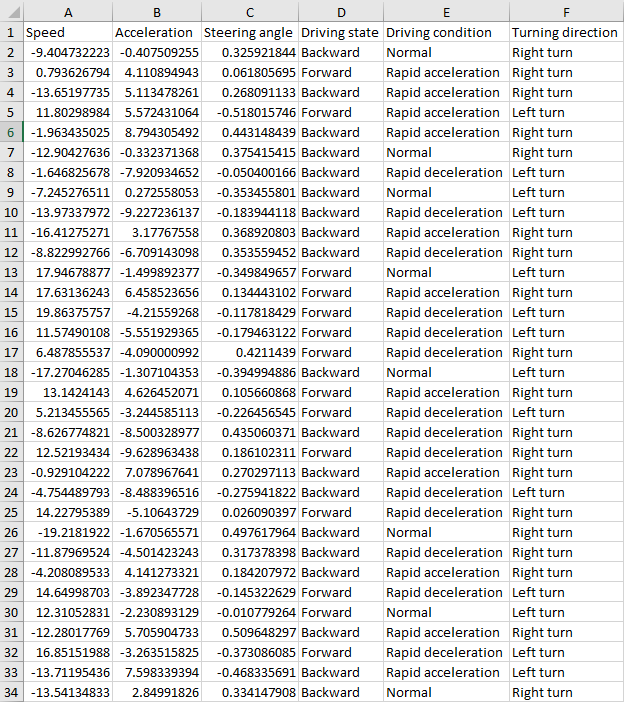 A B C D E F
1 Speed Acceleration Steering angle Driving state Driving condition Turning direction
2 -9.404732223 -0.407509255 0.325921844 Backward Normal Right turn
3 0.793626794 4.110894943 0.061805695 Forward Rapid acceleration Right turn
4 -13.65197735 5.113478261 0.268091133 Backward Rapid acceleration Right turn
5 11.80298984 5.572431064 -0.518015746 Forward Rapid acceleration Left turn
6 -1.963435025 8.794305492 0.443148439 Backward Rapid acceleration Right turn
7 -12.90427636 -0.332371368 0.375415415 Backward Normal Right turn
8 -1.646825678 -7.920934652 -0.050400166 Backward Rapid deceleration Left turn
9 -7.245276511 0.272558053 -0.353455801 Backward Normal Left turn
10 -13.97337972 -9.227236137 -0.183944118 Backward Rapid deceleration Left turn
11 -16.41275271 3.17767558 0.368920803 Backward Rapid acceleration Right turn
12 -8.822992766 -6.709143098 0.353559452 Backward Rapid deceleration Right turn
13 17.94678877 -1.499892377 -0.349849657 Forward Normal Left turn
14 17.63136243 6.458523656 0.134443102 Forward Rapid acceleration Right turn
15 19.86375757 -4.21559268 -0.117818429 Forward Rapid deceleration Left turn
16 11.57490108 -5.551929365 -0.179463122 Forward Rapid deceleration Left turn
17 6.487855537 -4.090000992 0.4211439 Forward Rapid deceleration Right turn
18 -17.27046285 -1.307104353 -0.394994886 Backward Normal Left turn
19 13.1424143 4.626452071 0.105660868 Forward Rapid acceleration Right turn
20 5.213455565 -3.244585113 -0.226456545 Forward Rapid deceleration Left turn
21 -8.626774821 -8.500328977 0.435060371 Backward Rapid deceleration Right turn
22 12.52193434 -9.628963438 0.186102311 Forward Rapid deceleration Right turn
23 -0.929104222 7.078967641 0.270297113 Backward Rapid acceleration Right turn
24 -4.754489793 -8.488396516 -0.275941822 Backward Rapid deceleration Left turn
25 14.22795389 -5.10643729 0.026090397 Forward Rapid deceleration Right turn
26 -19.2181922 -1.670565571 0.497617964 Backward Normal Right turn
27 -11.87969524 -4.501423243 0.317378398 Backward Rapid deceleration Right turn
28 -4.208089533 4.141273321 0.184207972 Backward Rapid acceleration Right turn
29 14.64998703 -3.892347728 -0.145322629 Forward Rapid deceleration Left turn
30 12.31052831 -2.230893129 -0.010779264 Forward Normal Left turn
31 -12.28017769 5.705904733 0.509648297 Backward Rapid acceleration Right turn
32 16.85151988 -3.263515825 -0.373086085 Forward Rapid deceleration Left turn
33 -13.71195436 7.598339394 -0.468335691 Backward Rapid acceleration Left turn
34 -13.54134833 2.84991826 0.334147908 Backward Normal Right turn